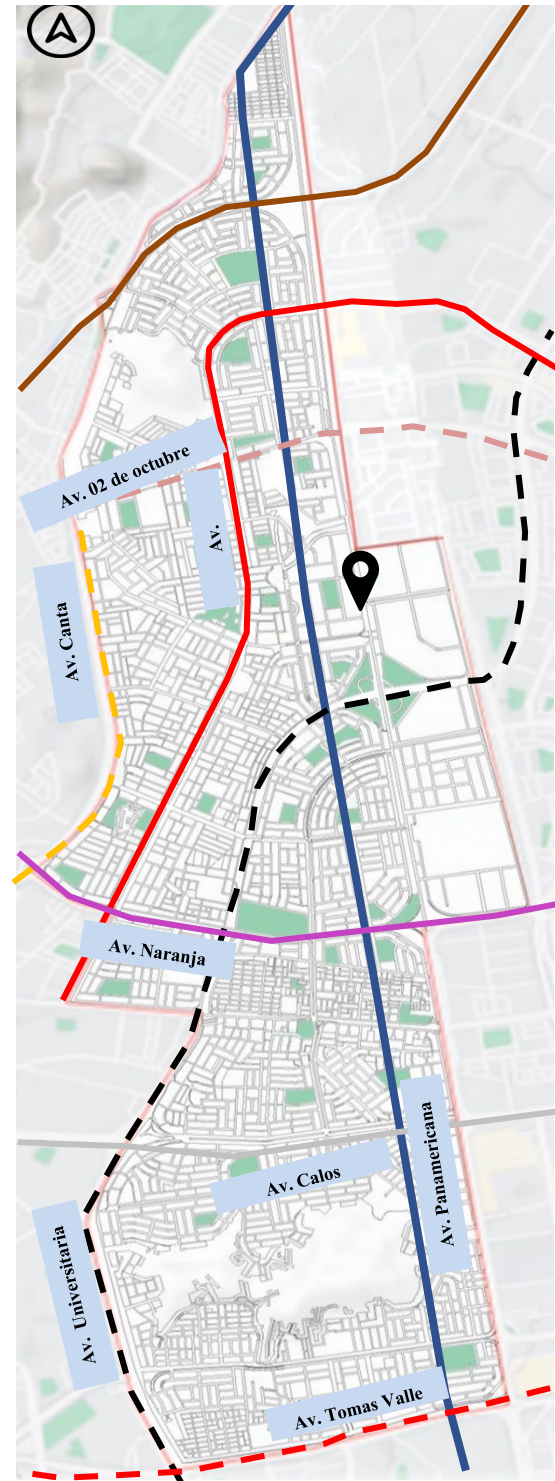 Av. 02 de octubre
Av.
Av. Canta
Av. Naranja
Av. Calos
Av. Panamericana
Av. Universitaria
Av. Tomas Valle